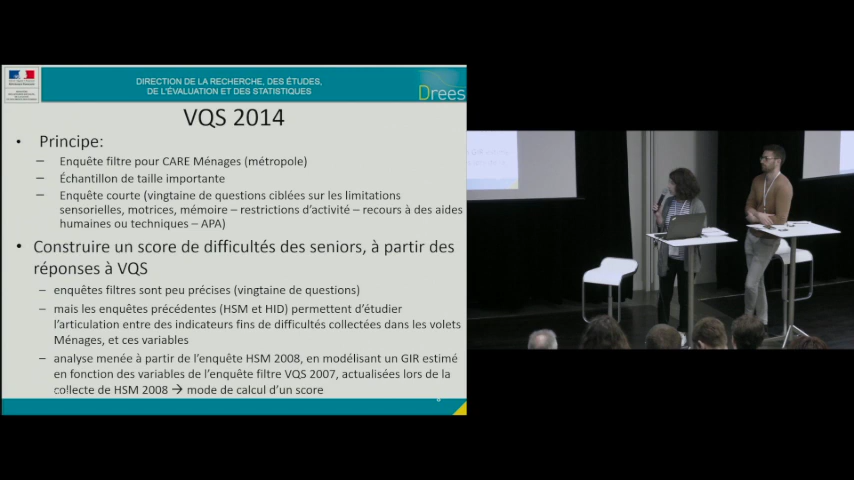 DIRECTION DE LA RECHERCHE, DES ÉTUDES,
DE L'ÉVALUATION ET DES STATISTIQUES
Drees
VQS 2014
• Principe:
– Enquête filtre pour CARE Ménages (métropole)
– Échantillon de taille importante
– Enquête courte (vingtaine de questions ciblées sur les limitations
sensorielles, motrices, mémoire – restrictions d'activité – recours à des aides
humaines ou techniques – APA)
• Construire un score de difficultés des seniors, à partir des
réponses à VQS
– enquêtes filtres sont peu précises (vingtaine de questions)
– mais les enquêtes précédentes (HSM et HID) permettent d'étudier
l'articulation entre des indicateurs fins de difficultés collectées dans les volets
Ménages, et ces variables
– analyse menée à partir de l'enquête HSM 2008, en modélisant un GIR estimé
en fonction des variables de l'enquête filtre VQS 2007, actualisées lors de la
collecte de HSM 2008 → mode de calcul d'un score